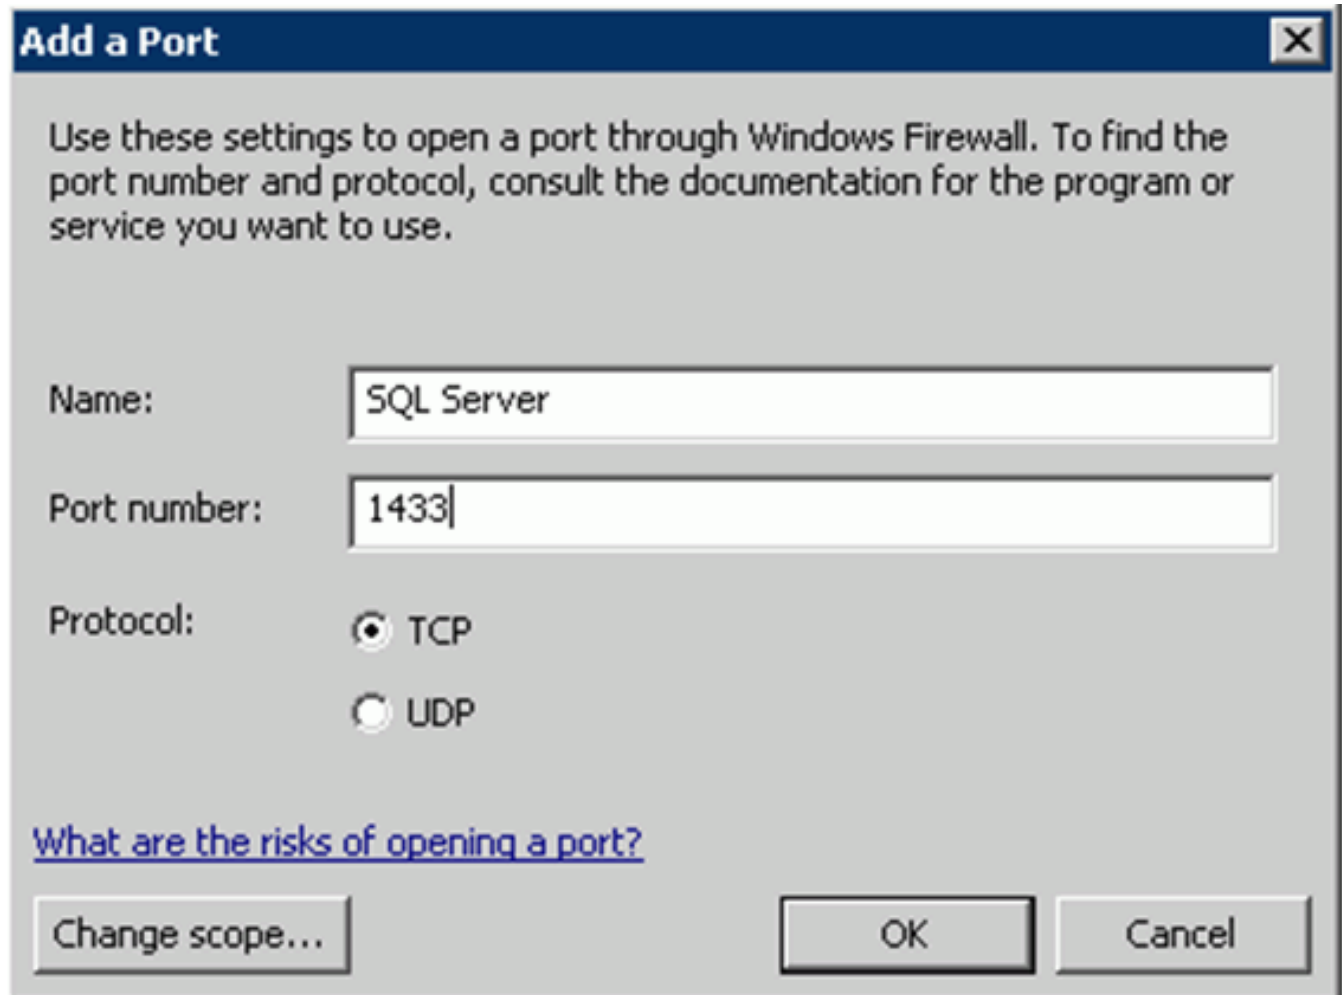 Add a Port
Use these settings to open a port through Windows Firewall. To find the
port number and protocol, consult the documentation for the program or
service you want to use.
Name: SQL Server
Port number: 1433
Protocol: TCP
UDP
What are the risks of opening a port?
Change scope... OK Cancel